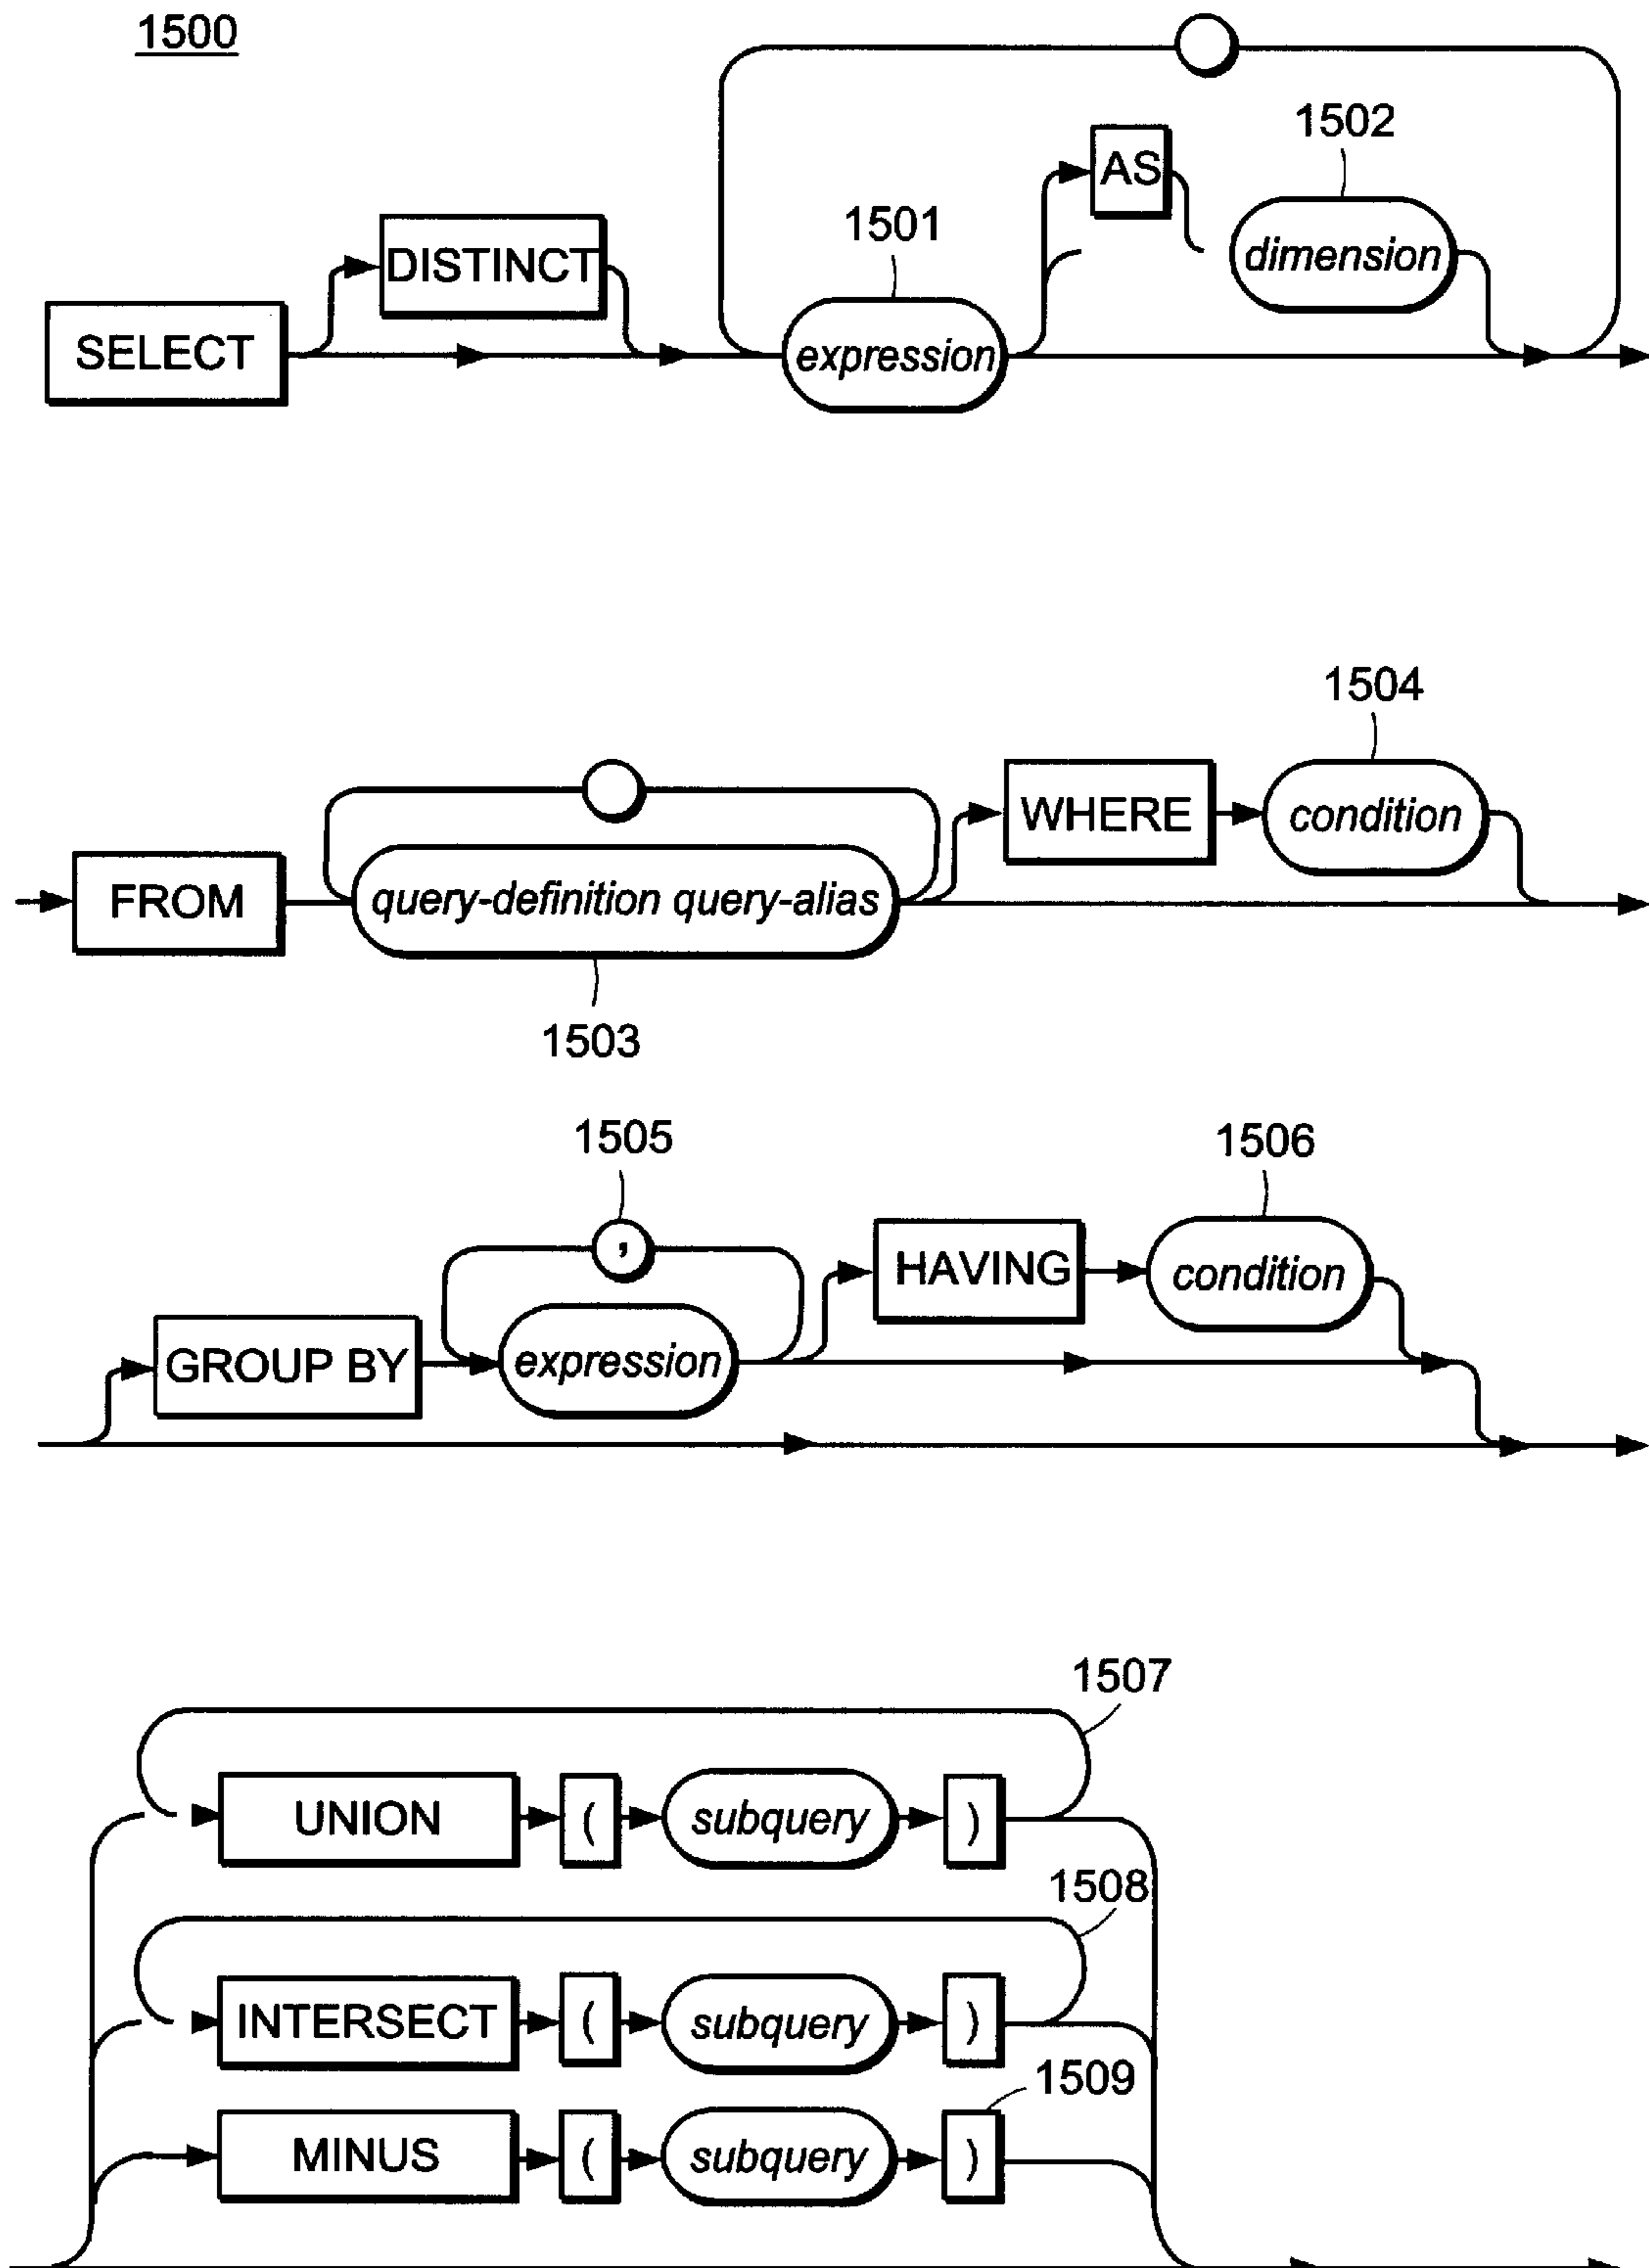 1500
1502
AS
1501
DISTINCT
dimension
SELECT
expression
1504
WHERE
condition
FROM
query-definition query-alias
1503
1505
1506
,
HAVING
condition
GROUP BY
expression
1507
UNION ( subquery )
1508
INTERSECT ( subquery )
1509
MINUS ( subquery )